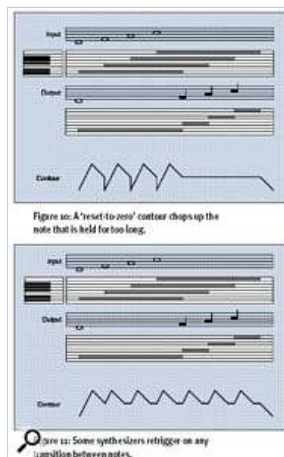 Input
Output
Contour
Figure 10: A 'reset-to-zero' contour chops up the
note that is held for too long.
Input
Output
Contour
Figure 11: Some synthesizers retrigger on any
transition between notes.